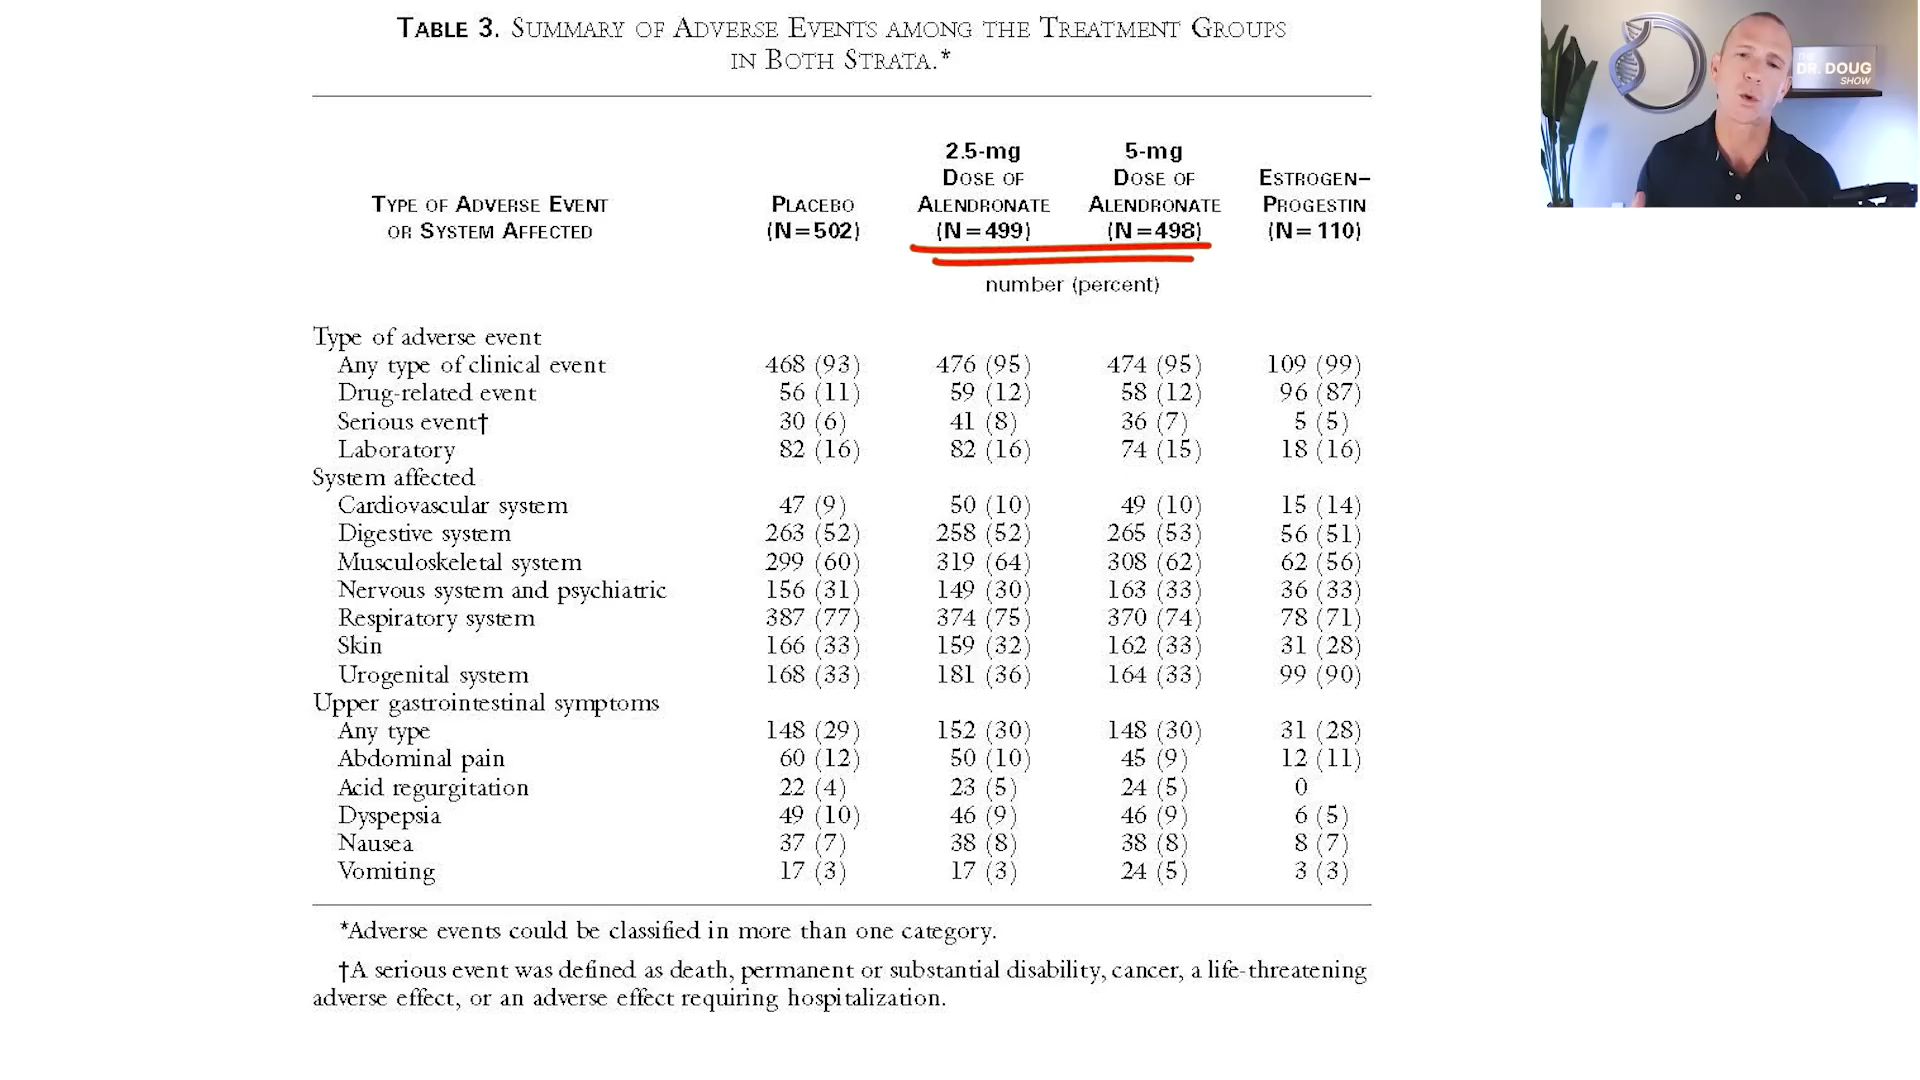 TABLE 3. SUMMARY OF ADVERSE EVENTS AMONG THE TREATMENT GROUPS
IN BOTH STRATA.*
TYPE OF ADVERSE EVENT
OR SYSTEM AFFECTED
PLACEBO
(N=502)
2.5-mg
DOSE OF
ALENDRONATE
(N=499)
5-mg
DOSE OF
ALENDRONATE
(N=498)
ESTROGEN–
PROGESTIN
(N=110)
number (percent)
Type of adverse event
Any type of clinical event 468 (93) 476 (95) 474 (95) 109 (99)
Drug-related event 56 (11) 59 (12) 58 (12) 96 (87)
Serious event† 30 (6) 41 (8) 36 (7) 5 (5)
Laboratory 82 (16) 82 (16) 74 (15) 18 (16)
System affected
Cardiovascular system 47 (9) 50 (10) 49 (10) 15 (14)
Digestive system 263 (52) 258 (52) 265 (53) 56 (51)
Musculoskeletal system 299 (60) 319 (64) 308 (62) 62 (56)
Nervous system and psychiatric 156 (31) 149 (30) 163 (33) 36 (33)
Respiratory system 387 (77) 374 (75) 370 (74) 78 (71)
Skin 166 (33) 159 (32) 162 (33) 31 (28)
Urogenital system 168 (33) 181 (36) 164 (33) 99 (90)
Upper gastrointestinal symptoms
Any type 148 (29) 152 (30) 148 (30) 31 (28)
Abdominal pain 60 (12) 50 (10) 45 (9) 12 (11)
Acid regurgitation 22 (4) 23 (5) 24 (5) 0
Dyspepsia 49 (10) 46 (9) 46 (9) 6 (5)
Nausea 37 (7) 38 (8) 38 (8) 8 (7)
Vomiting 17 (3) 17 (3) 24 (5) 3 (3)
*Adverse events could be classified in more than one category.
†A serious event was defined as death, permanent or substantial disability, cancer, a life-threatening
adverse effect, or an adverse effect requiring hospitalization.
THE
DR. DOUG
SHOW